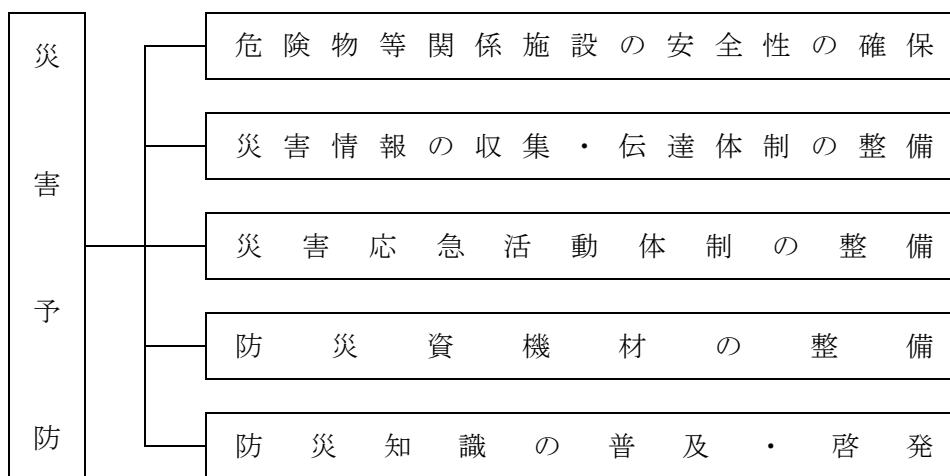 災害予防
危険物等関係施設の安全性の確保
災害情報の収集・伝達体制の整備
災害応急活動体制の整備
防災資機材の整備
防災知識の普及・啓発